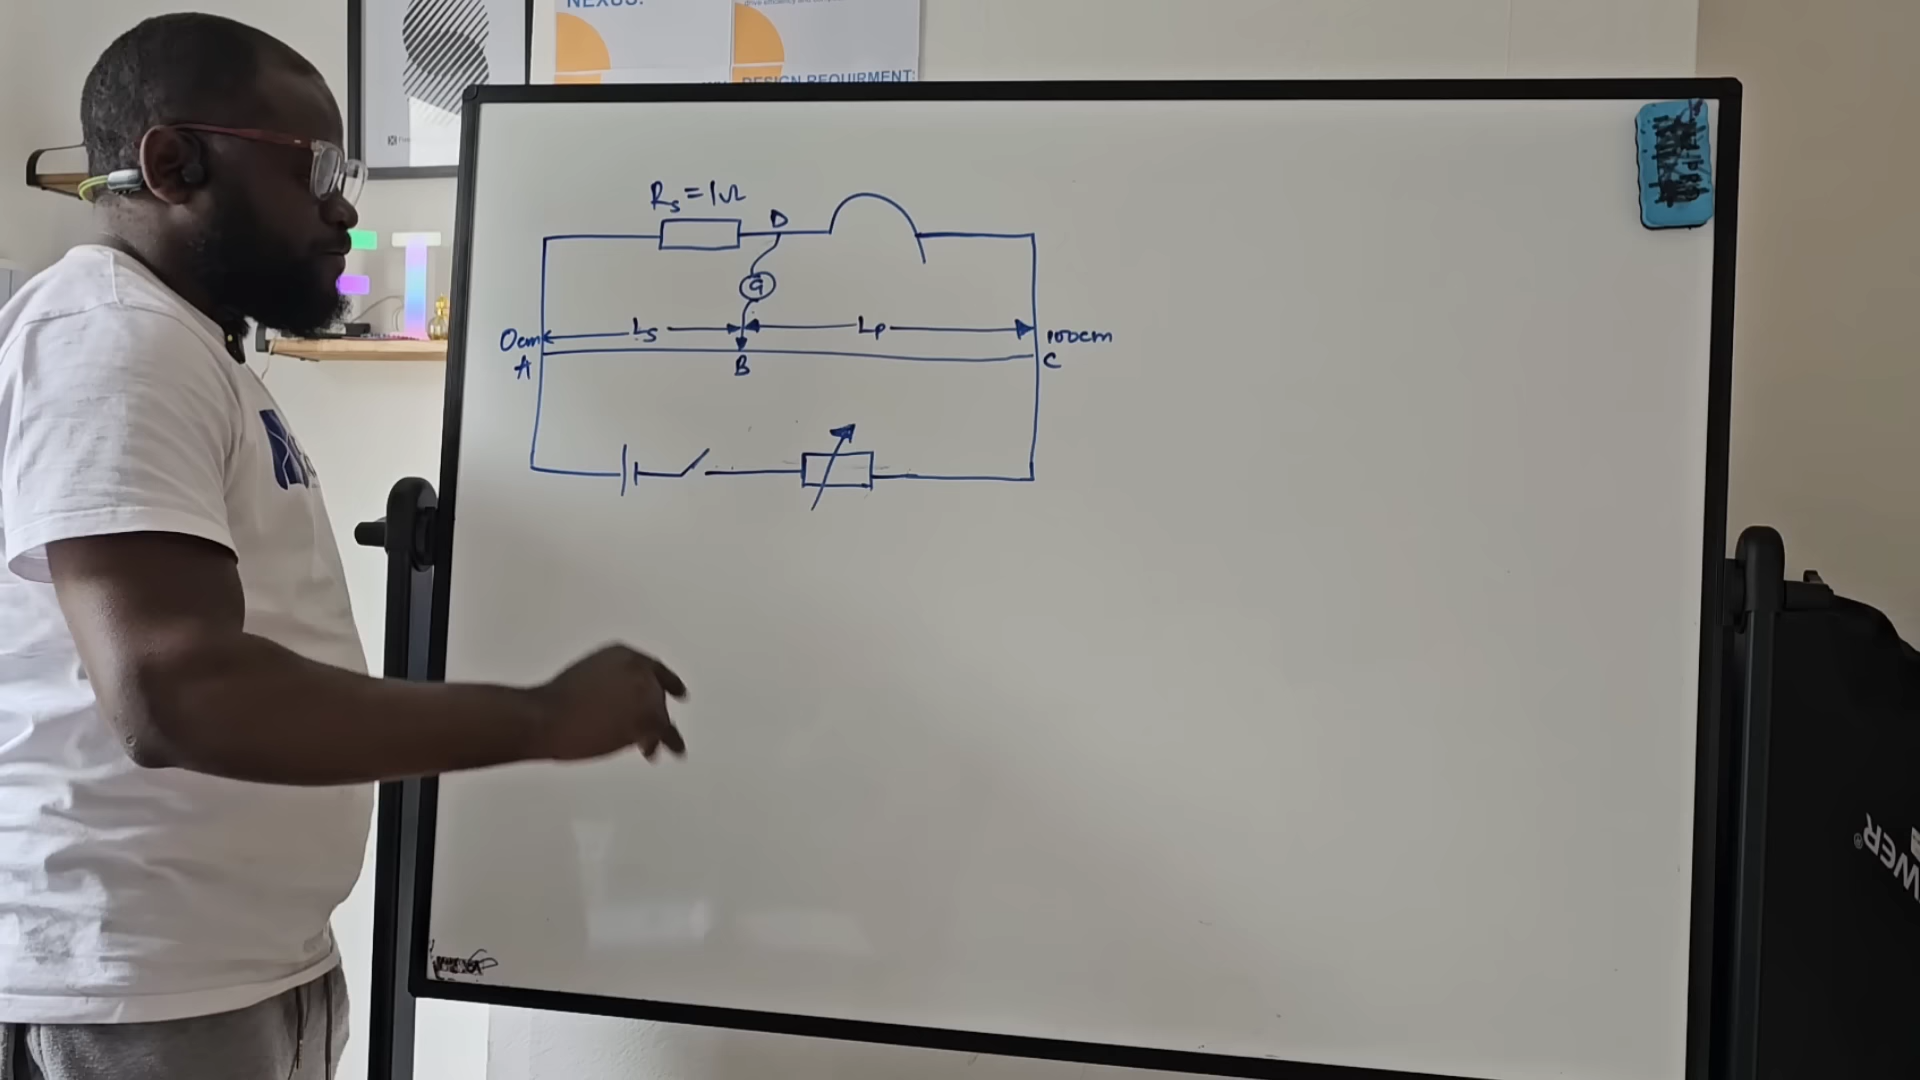 NEXUS:
DESIGN REQUIRMENT:
Rs = 1Ω
D
G
0cm
Ls
Lp
100cm
A
B
C